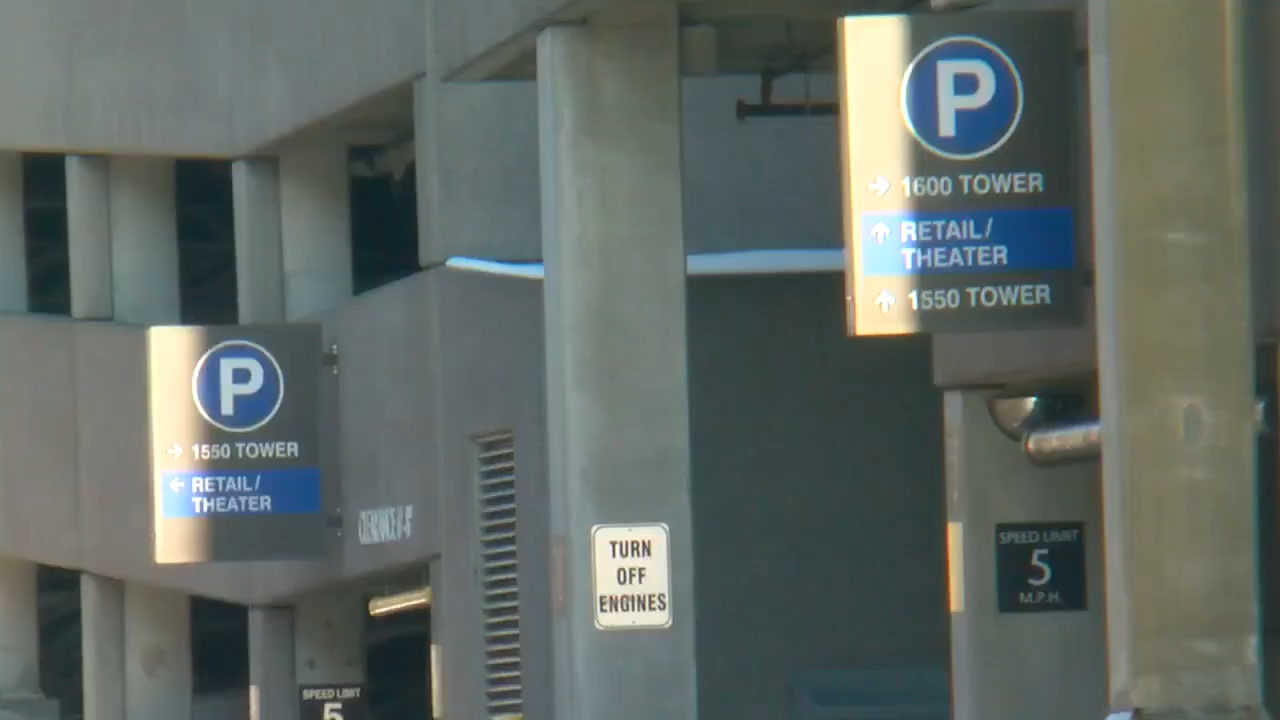 P
→ 1600 TOWER
↑ RETAIL/
THEATER
↑ 1550 TOWER
P
→ 1550 TOWER
← RETAIL/
THEATER
CLEARANCE
TURN
OFF
ENGINES
SPEED LIMIT
5
M.P.H.
SPEED LIMIT
5